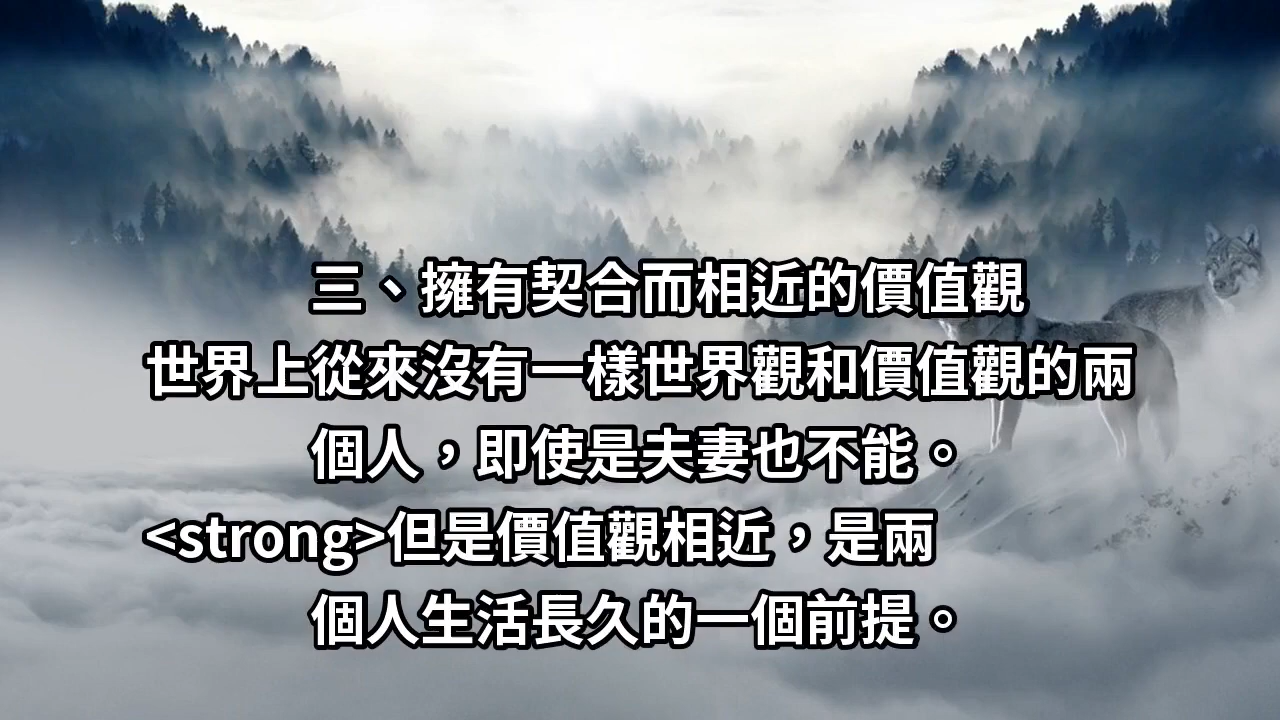 三、擁有契合而相近的價值觀
世界上從來沒有一樣世界觀和價值觀的兩
個人，即使是夫妻也不能。
<strong>但是價值觀相近，是兩
個人生活長久的一個前提。